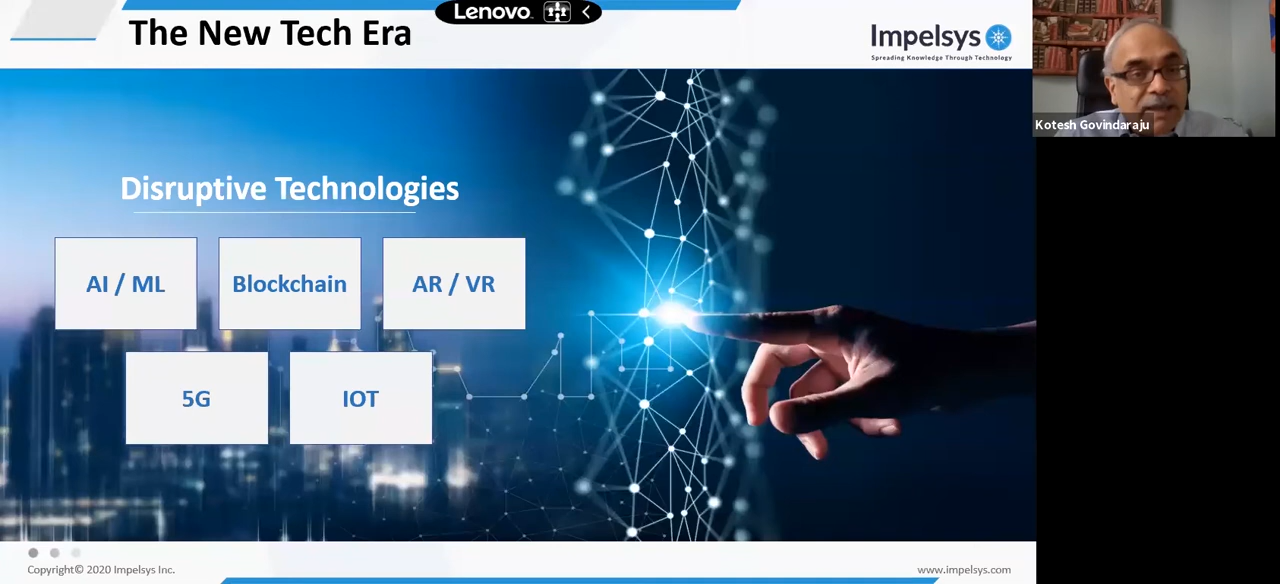 Lenovo
The New Tech Era
Impelsys
Spreading Knowledge Through Technology
Kotesh Govindaraju
Disruptive Technologies
AI / ML
Blockchain
AR / VR
5G
IOT
Copyright© 2020 Impelsys Inc.
www.impelsys.com